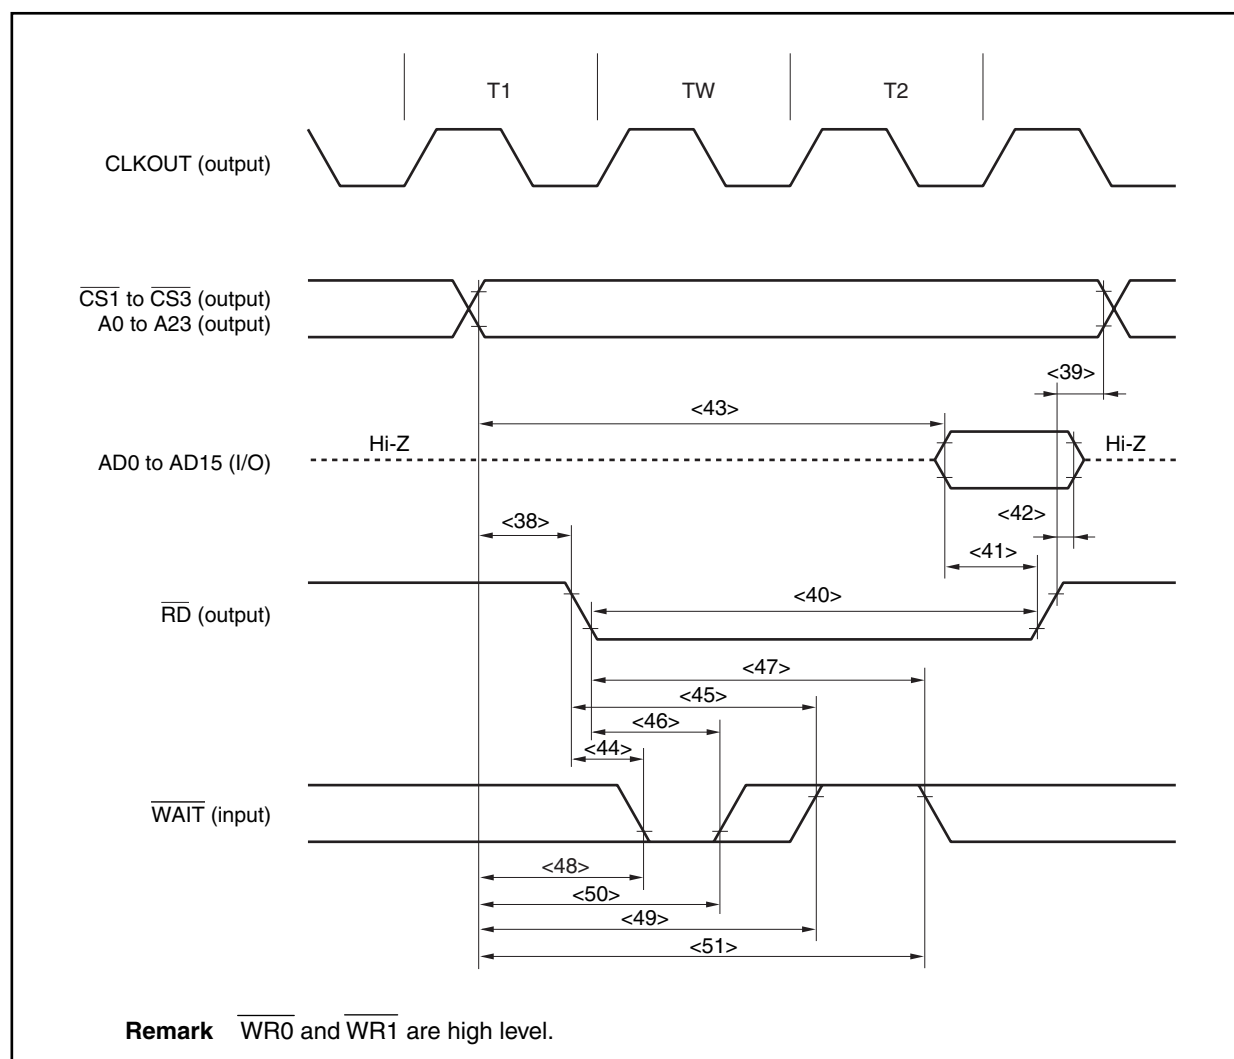 T1 TW T2
CLKOUT (output)
CS1 to CS3 (output)
A0 to A23 (output)
<39>
<43>
Hi-Z Hi-Z
AD0 to AD15 (I/O)
<42>
<38>
<41>
<40>
RD (output)
<47>
<45>
<46>
<44>
WAIT (input)
<48>
<50>
<49>
<51>
Remark WR0 and WR1 are high level.